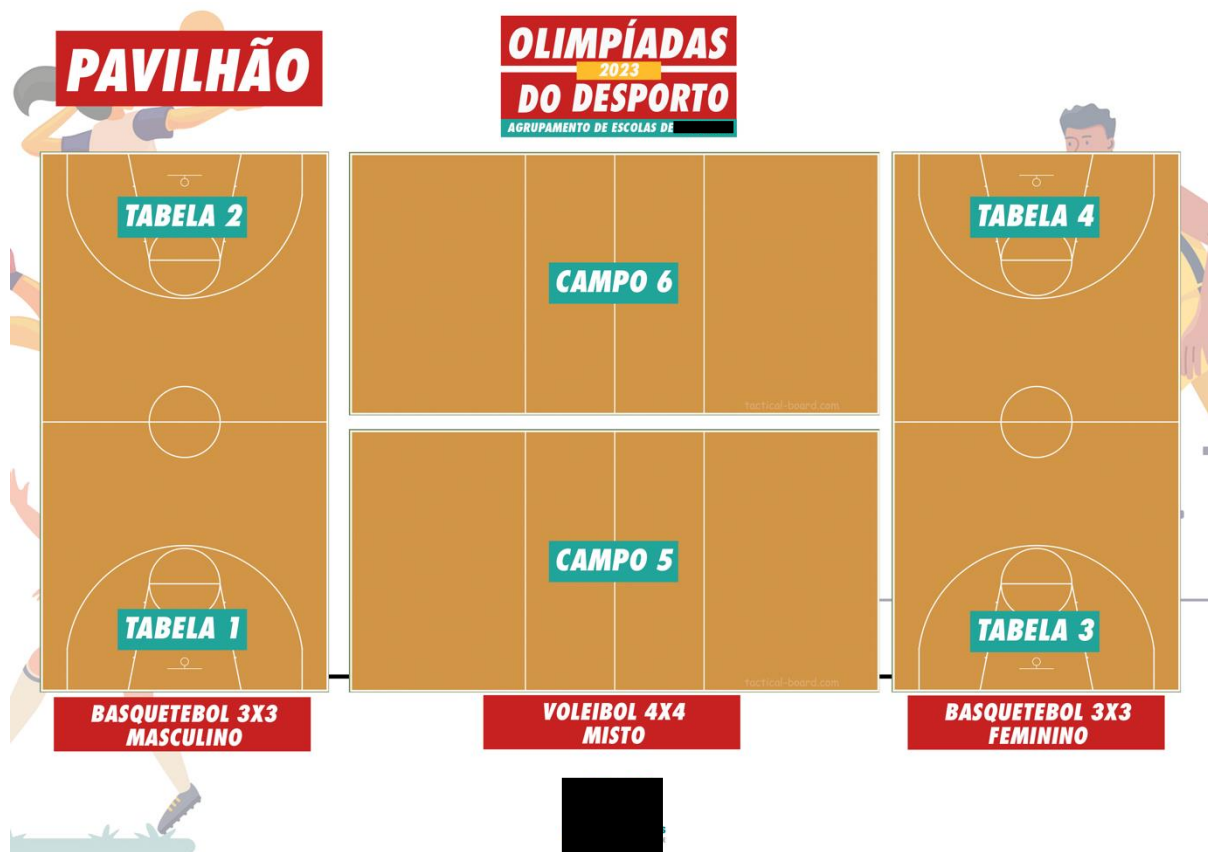 PAVILHÃO
OLIMPÍADAS
2023
DO DESPORTO
AGRUPAMENTO DE ESCOLAS DE
TABELA 2
TABELA 4
CAMPO 6
tactical-board.com
CAMPO 5
TABELA 1
TABELA 3
tactical-board.com
BASQUETEBOL 3X3
MASCULINO
VOLEIBOL 4X4
MISTO
BASQUETEBOL 3X3
FEMININO